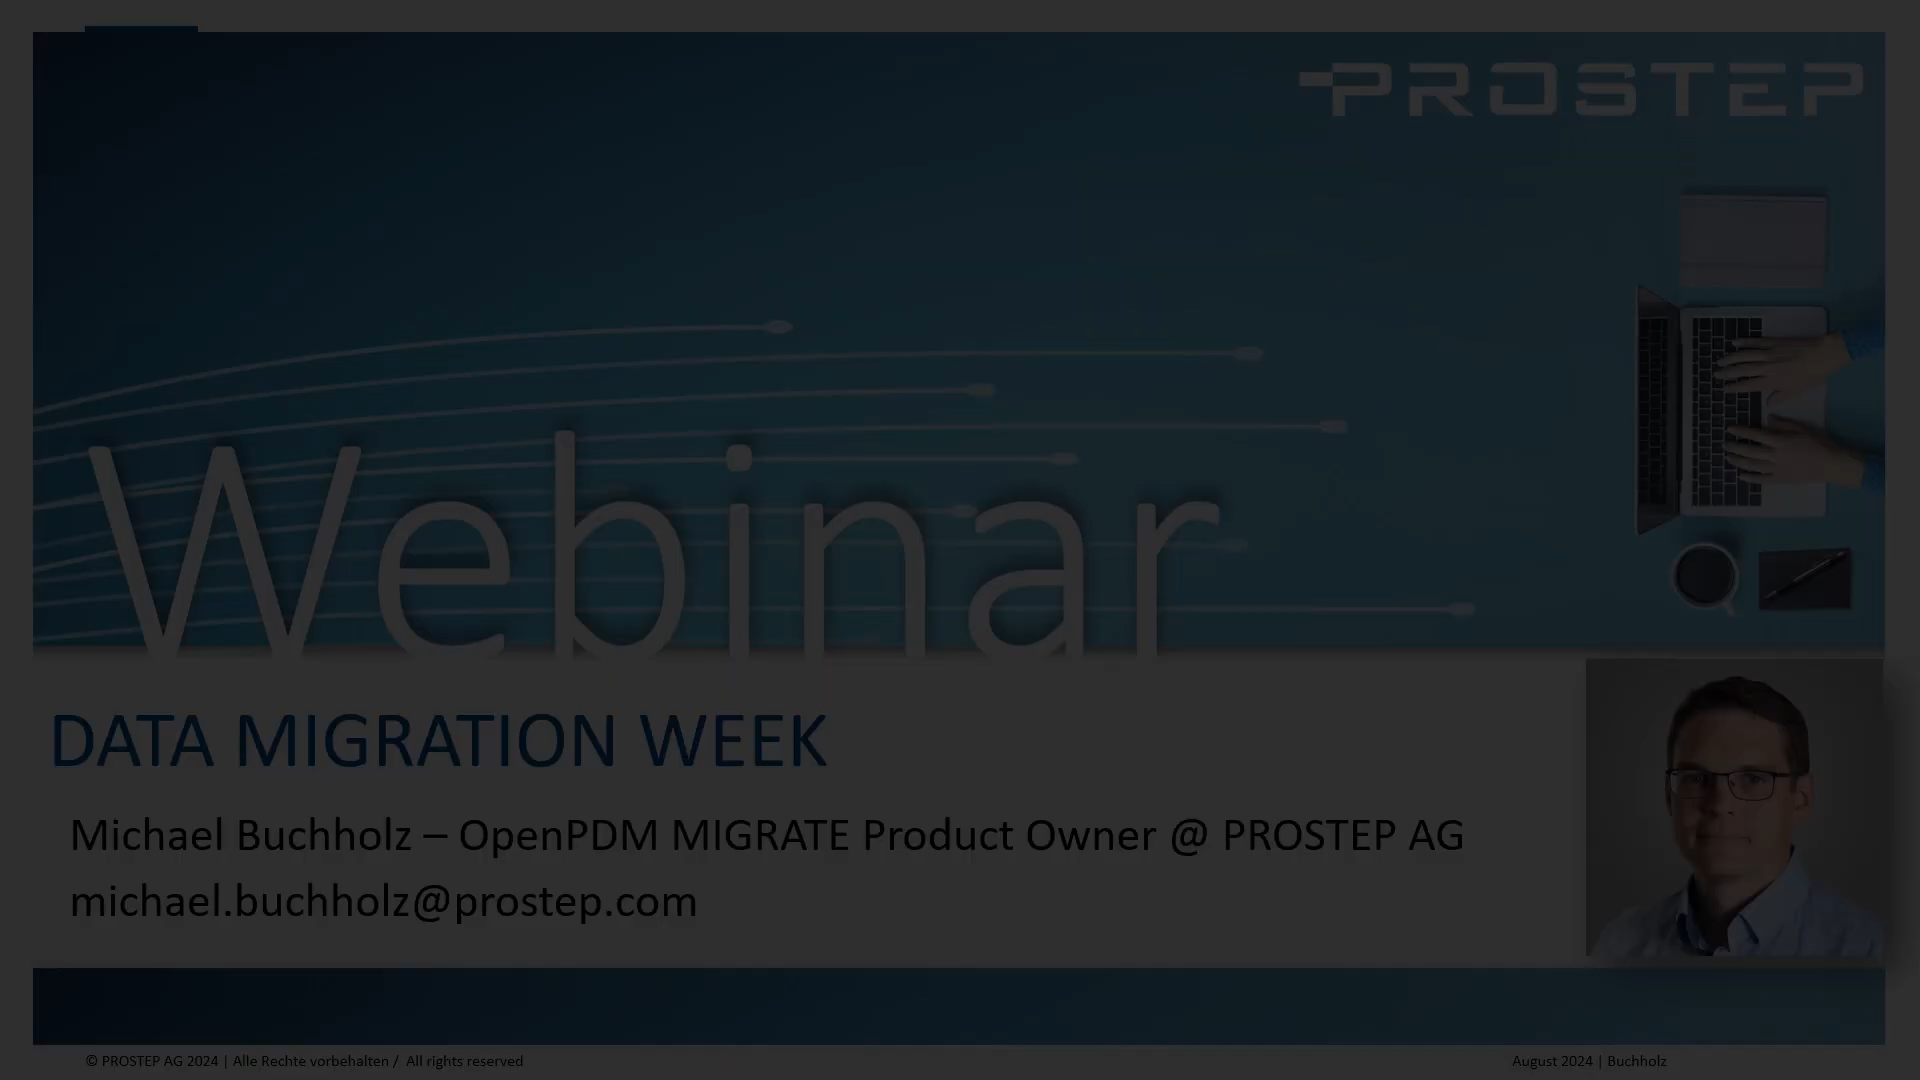 PROSTEP
Webinar
DATA MIGRATION WEEK
Michael Buchholz – OpenPDM MIGRATE Product Owner @ PROSTEP AG
michael.buchholz@prostep.com
© PROSTEP AG 2024 | Alle Rechte vorbehalten / All rights reserved
August 2024 | Buchholz